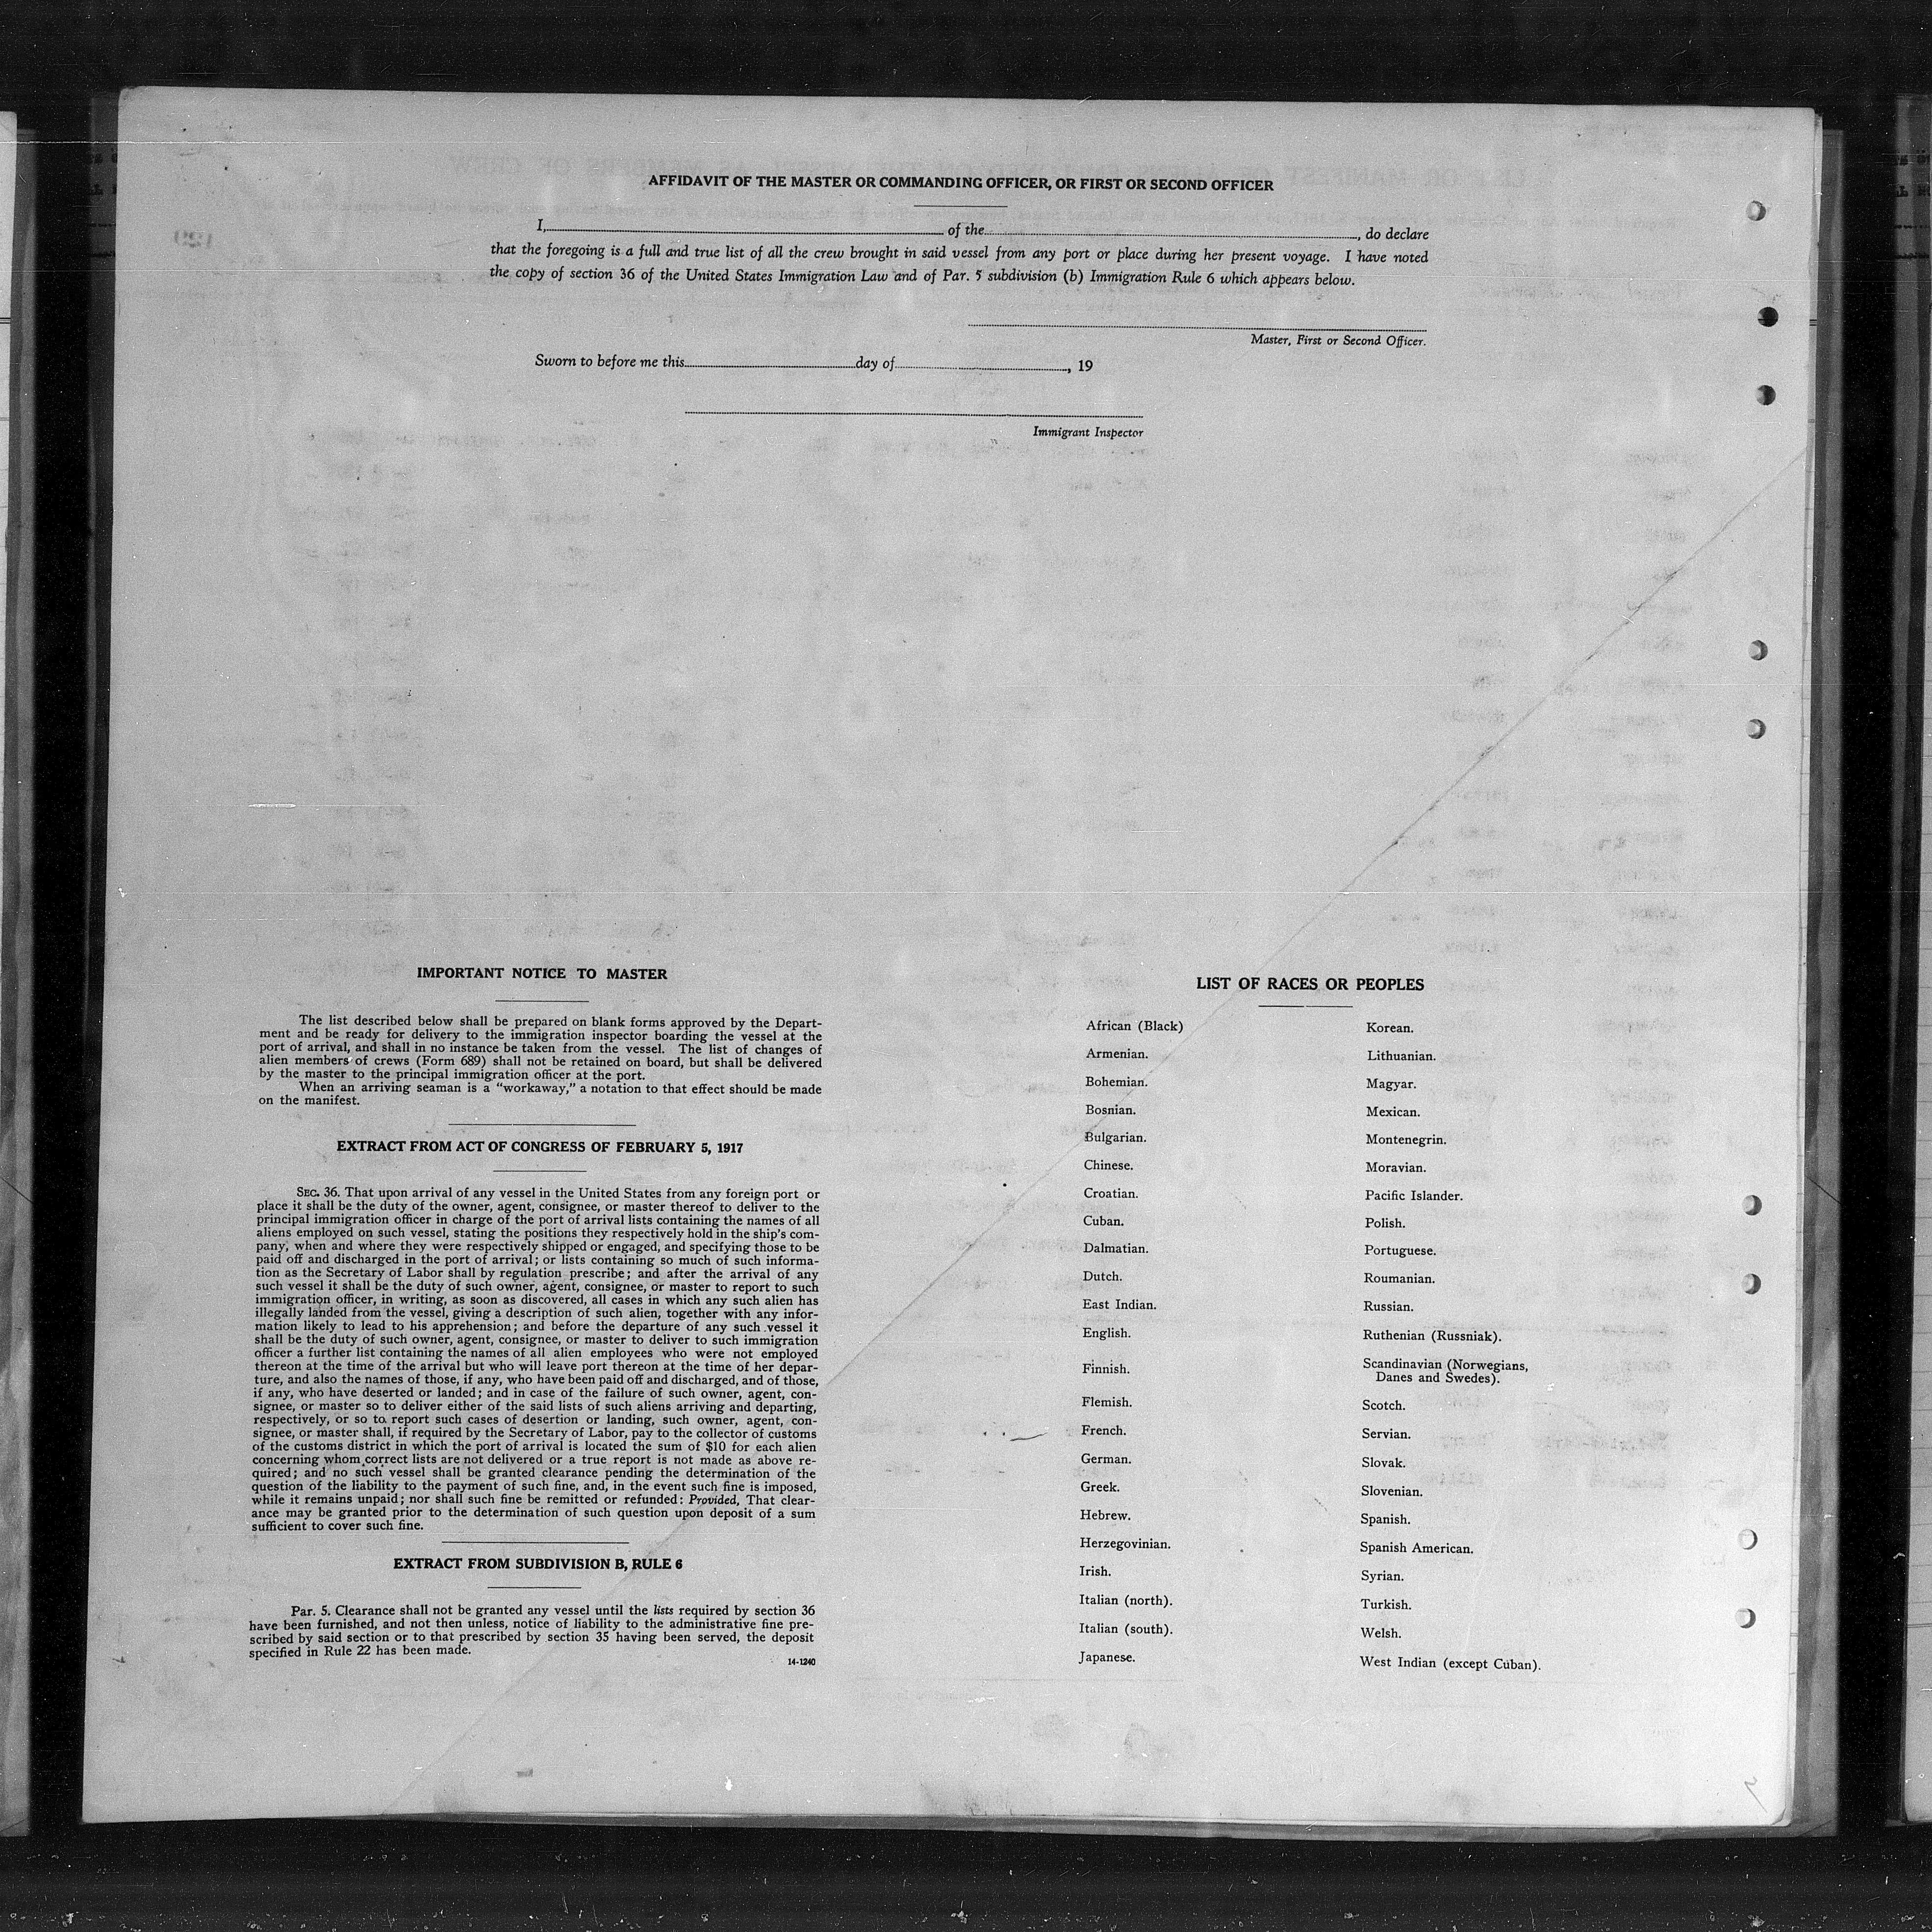 AFFIDAVIT OF THE MASTER OR COMMANDING OFFICER, OR FIRST OR SECOND OFFICER
I, of the , do declare
that the foregoing is a full and true list of all the crew brought in said vessel from any port or place during her present voyage. I have noted
the copy of section 36 of the United States Immigration Law and of Par. 5 subdivision (b) Immigration Rule 6 which appears below.
Master, First or Second Officer.
Sworn to before me this day of , 19
Immigrant Inspector
IMPORTANT NOTICE TO MASTER
The list described below shall be prepared on blank forms approved by the Depart-
ment and be ready for delivery to the immigration inspector boarding the vessel at the
port of arrival, and shall in no instance be taken from the vessel. The list of changes of
alien members of crews (Form 689) shall not be retained on board, but shall be delivered
by the master to the principal immigration officer at the port.
When an arriving seaman is a "workaway," a notation to that effect should be made
on the manifest.
EXTRACT FROM ACT OF CONGRESS OF FEBRUARY 5, 1917
SEC. 36. That upon arrival of any vessel in the United States from any foreign port or
place it shall be the duty of the owner, agent, consignee, or master thereof to deliver to the
principal immigration officer in charge of the port of arrival lists containing the names of all
aliens employed on such vessel, stating the positions they respectively hold in the ship's com-
pany, when and where they were respectively shipped or engaged, and specifying those to be
paid off and discharged in the port of arrival; or lists containing so much of such informa-
tion as the Secretary of Labor shall by regulation prescribe; and after the arrival of any
such vessel it shall be the duty of such owner, agent, consignee, or master to report to such
immigration officer, in writing, as soon as discovered, all cases in which any such alien has
illegally landed from the vessel, giving a description of such alien, together with any infor-
mation likely to lead to his apprehension; and before the departure of any such vessel it
shall be the duty of such owner, agent, consignee, or master to deliver to such immigration
officer a further list containing the names of all alien employees who were not employed
thereon at the time of the arrival but who will leave port thereon at the time of her depar-
ture, and also the names of those, if any, who have been paid off and discharged, and of those,
if any, who have deserted or landed; and in case of the failure of such owner, agent, con-
signee, or master so to deliver either of the said lists of such aliens arriving and departing,
respectively, or so to report such cases of desertion or landing, such owner, agent, con-
signee, or master shall, if required by the Secretary of Labor, pay to the collector of customs
of the customs district in which the port of arrival is located the sum of $10 for each alien
concerning whom correct lists are not delivered or a true report is not made as above re-
quired; and no such vessel shall be granted clearance pending the determination of the
question of the liability to the payment of such fine, and, in the event such fine is imposed,
while it remains unpaid; nor shall such fine be remitted or refunded: Provided, That clear-
ance may be granted prior to the determination of such question upon deposit of a sum
sufficient to cover such fine.
EXTRACT FROM SUBDIVISION B, RULE 6
Par. 5. Clearance shall not be granted any vessel until the lists required by section 36
have been furnished, and not then unless, notice of liability to the administrative fine pre-
scribed by said section or to that prescribed by section 35 having been served, the deposit
specified in Rule 22 has been made.
14-1240
LIST OF RACES OR PEOPLES
African (Black)
Armenian.
Bohemian.
Bosnian.
Bulgarian.
Chinese.
Croatian.
Cuban.
Dalmatian.
Dutch.
East Indian.
English.
Finnish.
Flemish.
French.
German.
Greek.
Hebrew.
Herzegovinian.
Irish.
Italian (north).
Italian (south).
Japanese.
Korean.
Lithuanian.
Magyar.
Mexican.
Montenegrin.
Moravian.
Pacific Islander.
Polish.
Portuguese.
Roumanian.
Russian.
Ruthenian (Russniak).
Scandinavian (Norwegians,
Danes and Swedes).
Scotch.
Servian.
Slovak.
Slovenian.
Spanish.
Spanish American.
Syrian.
Turkish.
Welsh.
West Indian (except Cuban).